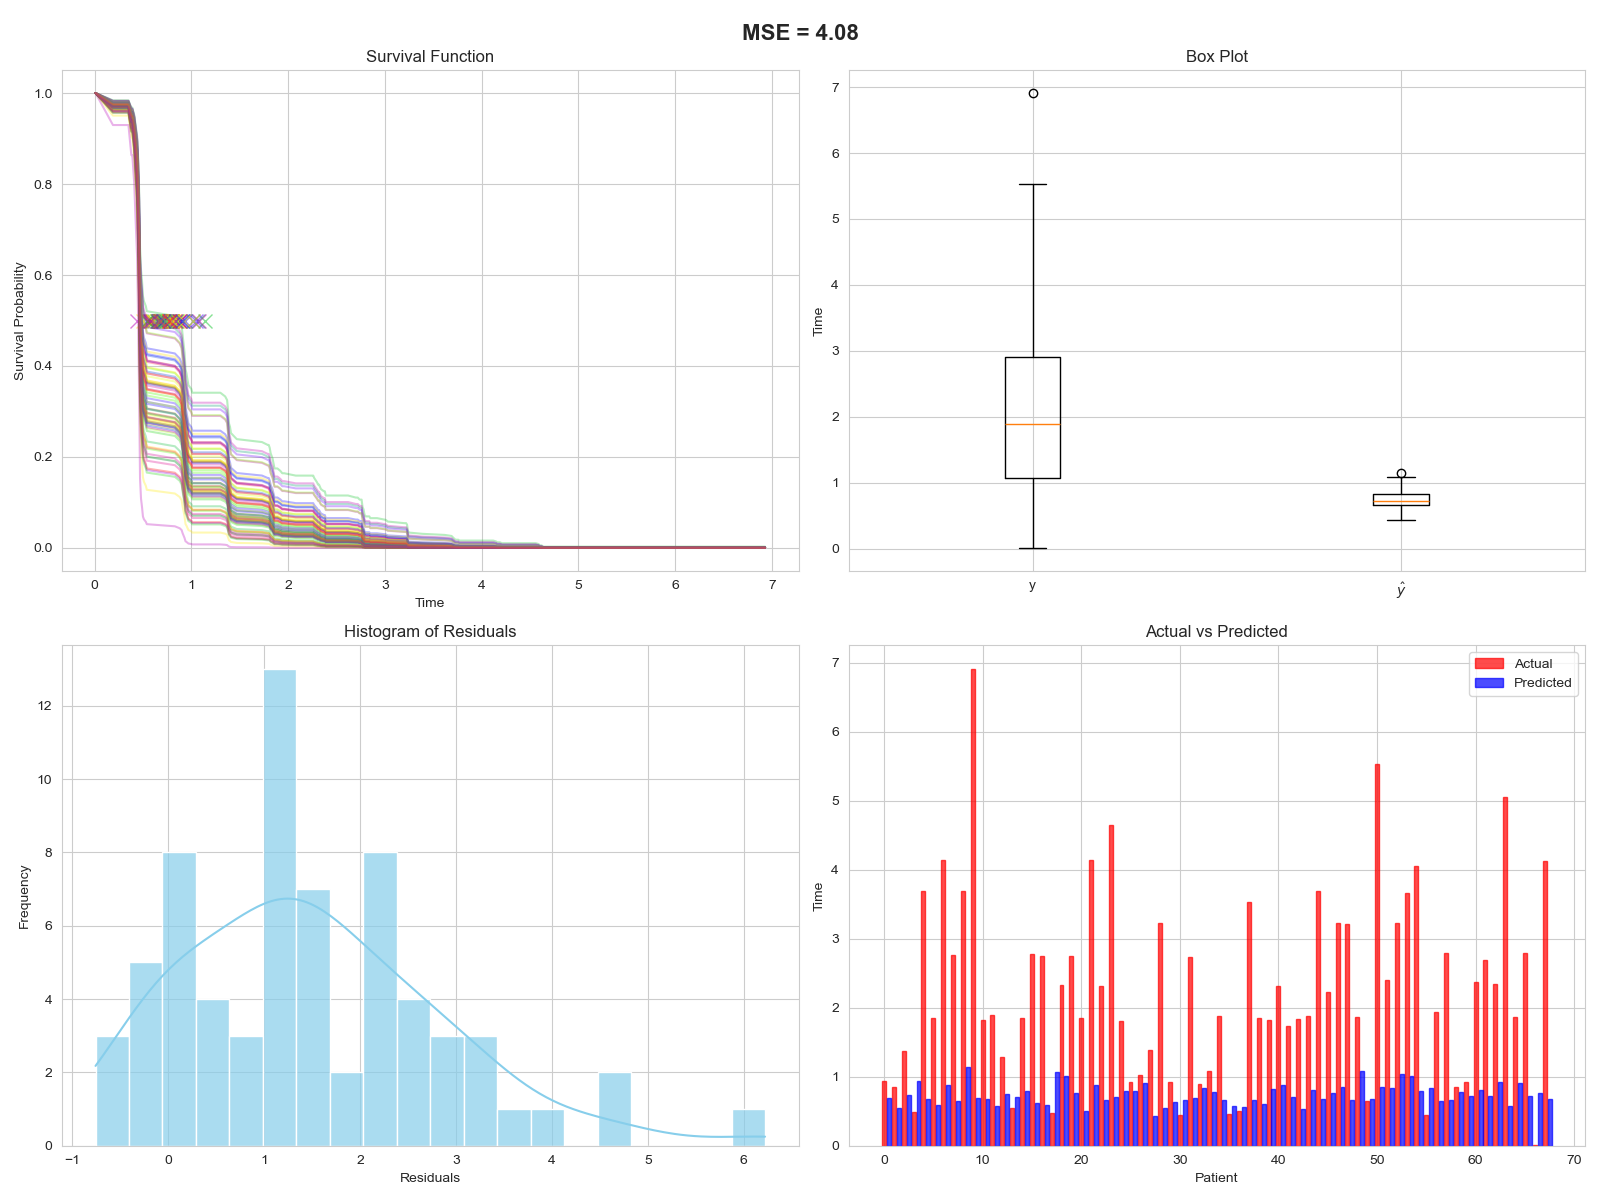 MSE = 4.08
Survival Function
Survival Probability
1.0
0.8
0.6
0.4
0.2
0.0
0 1 2 3 4 5 6 7
Time
Box Plot
Time
7
6
5
4
3
2
1
0
y ŷ
Histogram of Residuals
Frequency
12
10
8
6
4
2
0
−1 0 1 2 3 4 5 6
Residuals
Actual vs Predicted
Actual
Predicted
Time
7
6
5
4
3
2
1
0
0 10 20 30 40 50 60 70
Patient